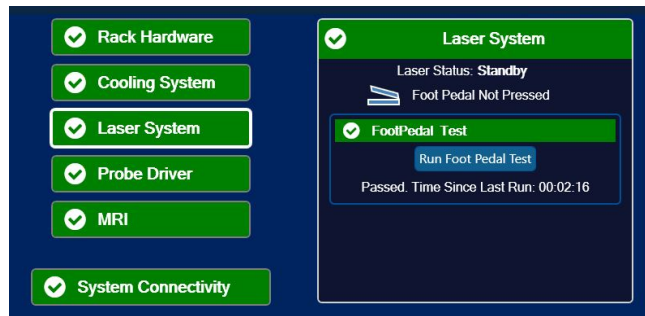 Rack Hardware
Cooling System
Laser System
Probe Driver
MRI
System Connectivity
Laser System
Laser Status: Standby
Foot Pedal Not Pressed
FootPedal Test
Run Foot Pedal Test
Passed. Time Since Last Run: 00:02:16